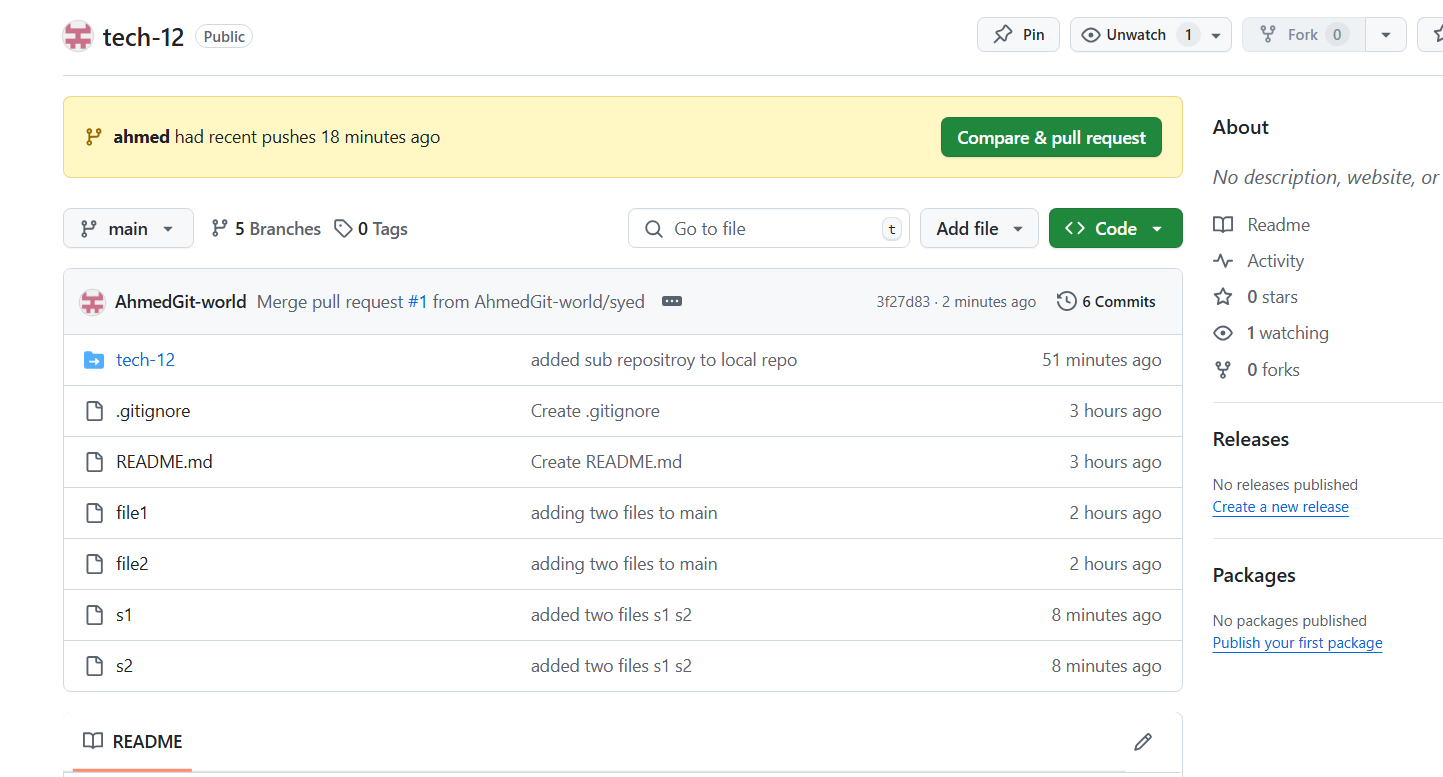 tech-12 Public Pin Unwatch 1 Fork 0
ahmed had recent pushes 18 minutes ago Compare & pull request
main 5 Branches 0 Tags Go to file t Add file Code
AhmedGit-world Merge pull request #1 from AhmedGit-world/syed 3f27d83 · 2 minutes ago 6 Commits
tech-12 added sub repositroy to local repo 51 minutes ago
.gitignore Create .gitignore 3 hours ago
README.md Create README.md 3 hours ago
file1 adding two files to main 2 hours ago
file2 adding two files to main 2 hours ago
s1 added two files s1 s2 8 minutes ago
s2 added two files s1 s2 8 minutes ago
README
About
No description, website, or
Readme
Activity
0 stars
1 watching
0 forks
Releases
No releases published
Create a new release
Packages
No packages published
Publish your first package